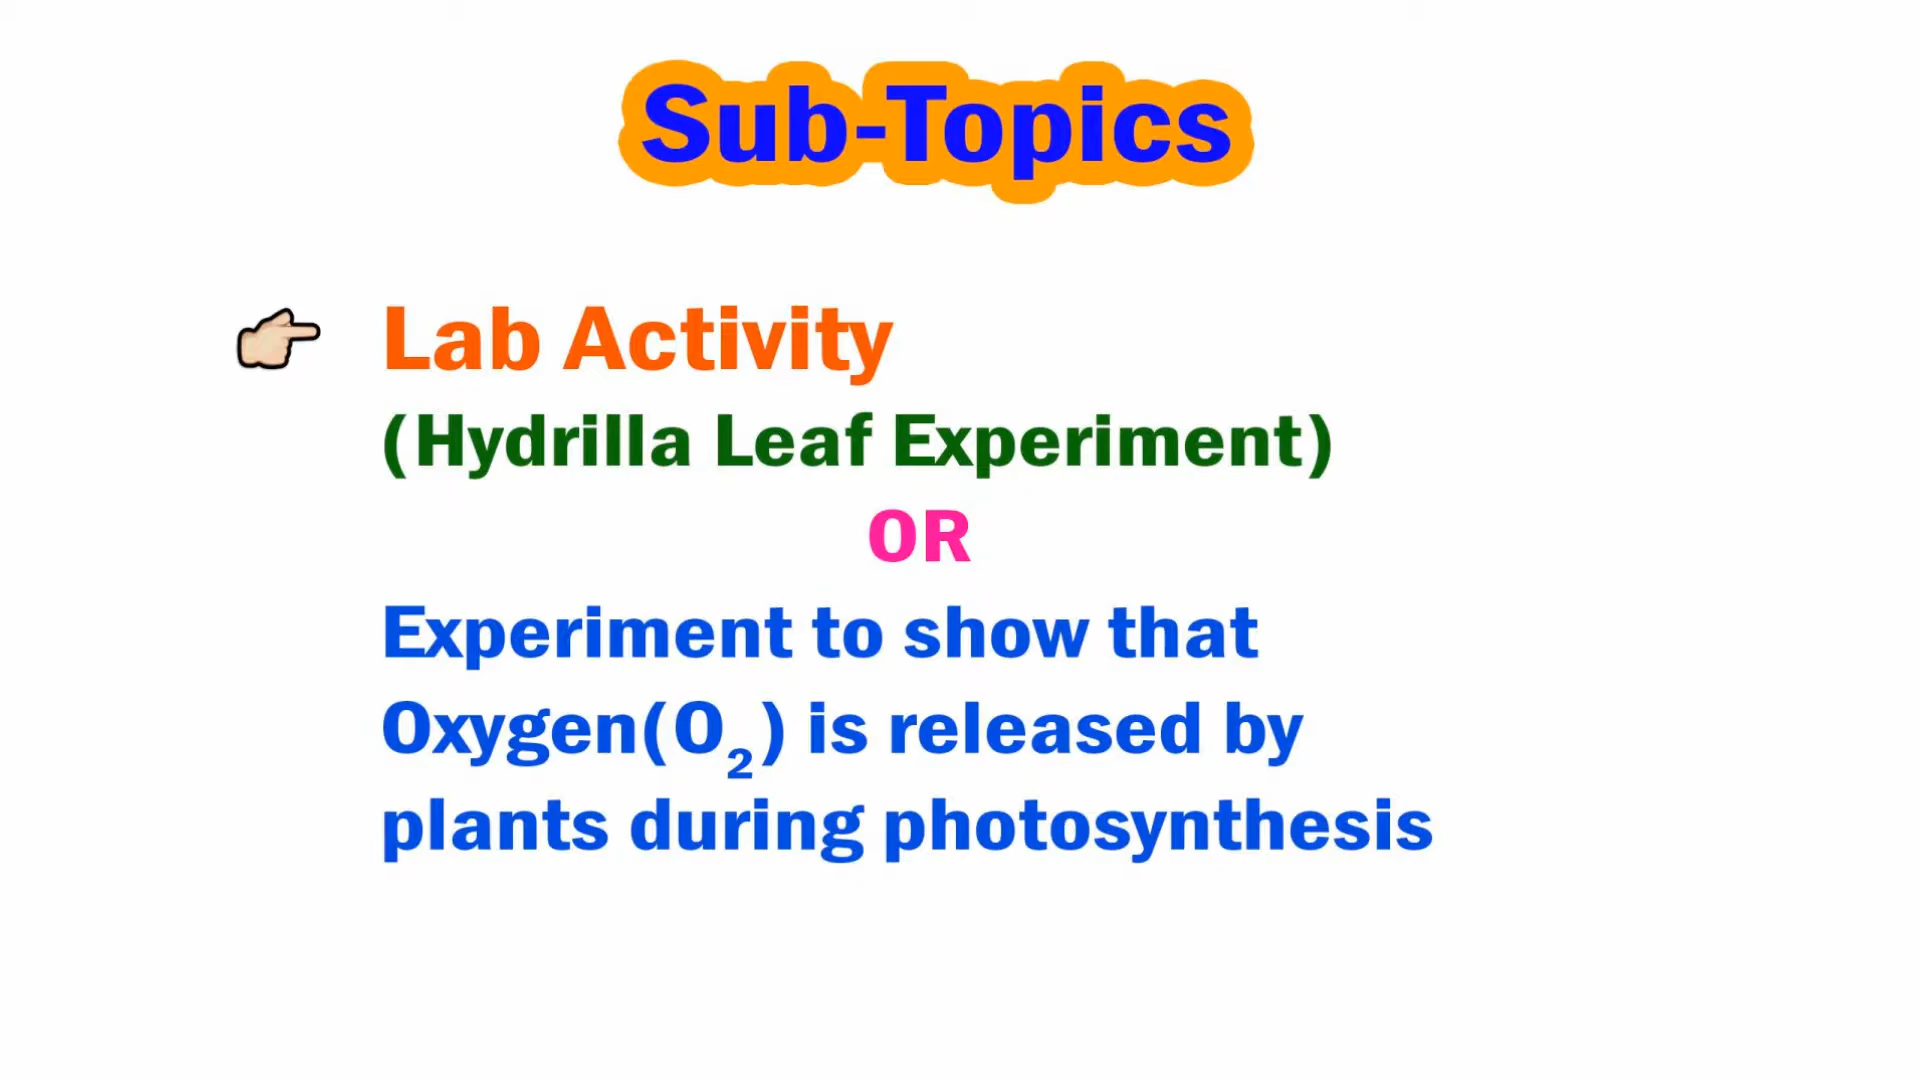 Sub-Topics
Lab Activity
(Hydrilla Leaf Experiment)
OR
Experiment to show that
Oxygen(O₂) is released by
plants during photosynthesis